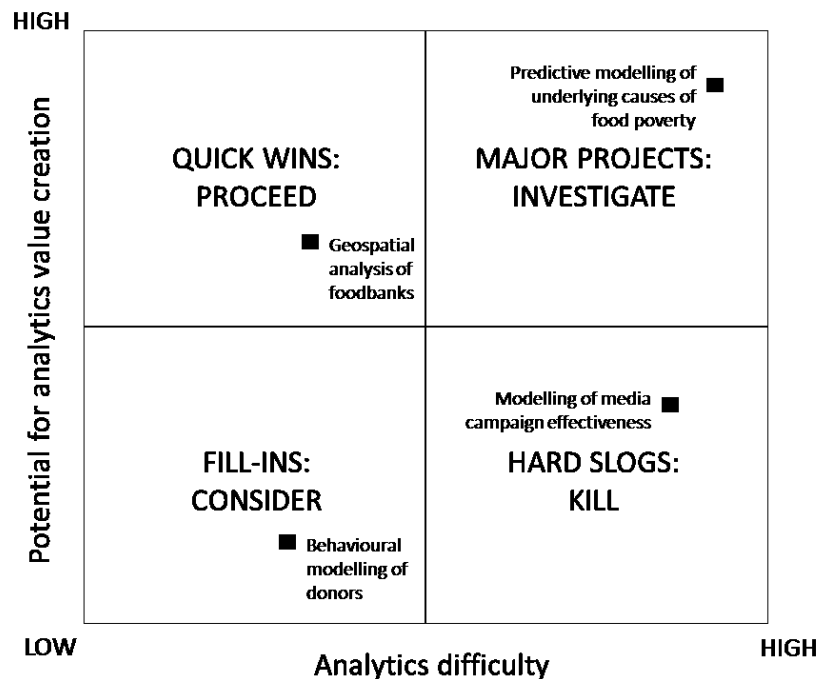 HIGH
Predictive modelling of
underlying causes of
food poverty
QUICK WINS:
PROCEED
MAJOR PROJECTS:
INVESTIGATE
Geospatial
analysis of
foodbanks
Potential for analytics value creation
Modelling of media
campaign effectiveness
FILL-INS:
CONSIDER
HARD SLOGS:
KILL
Behavioural
modelling of
donors
LOW
Analytics difficulty
HIGH